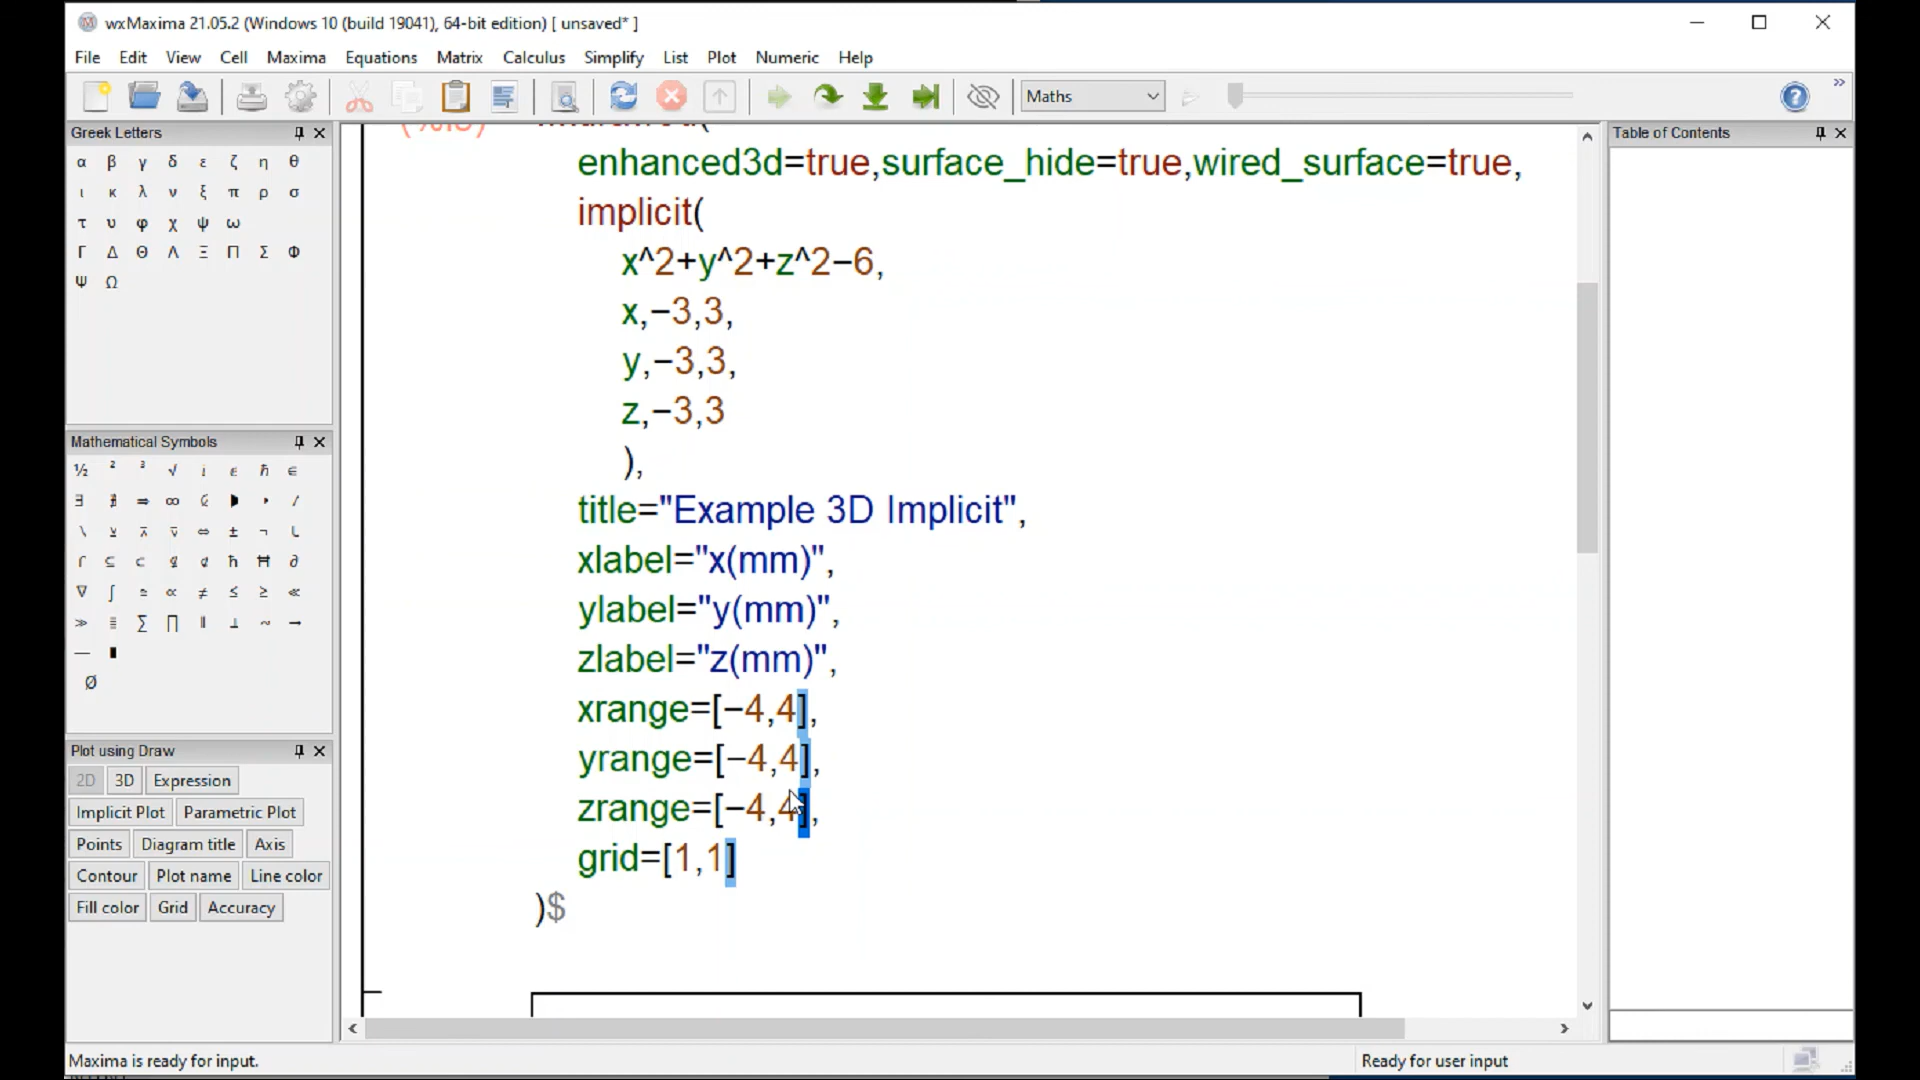 wxMaxima 21.05.2 (Windows 10 (build 19041), 64-bit edition) [ unsaved* ]
File Edit View Cell Maxima Equations Matrix Calculus Simplify List Plot Numeric Help
Maths
Greek Letters
α β γ δ ε ζ η θ
ι κ λ ν ξ π ρ σ
τ υ φ χ ψ ω
Γ Δ Θ Λ Ξ Π Σ Φ
Ψ Ω
Mathematical Symbols
½ ² ³ √
∞
± ¬
∂
∇ ∫ ∝ ≠ ≤ ≥ ≪
≫ ∑ ∏ →
Ø
Plot using Draw
2D 3D Expression
Implicit Plot Parametric Plot
Points Diagram title Axis
Contour Plot name Line color
Fill color Grid Accuracy
enhanced3d=true,surface_hide=true,wired_surface=true,
implicit(
x^2+y^2+z^2−6,
x,−3,3,
y,−3,3,
z,−3,3
),
title="Example 3D Implicit",
xlabel="x(mm)",
ylabel="y(mm)",
zlabel="z(mm)",
xrange=[−4,4],
yrange=[−4,4],
zrange=[−4,4],
grid=[1,1]
)$
Table of Contents
Maxima is ready for input.
Ready for user input